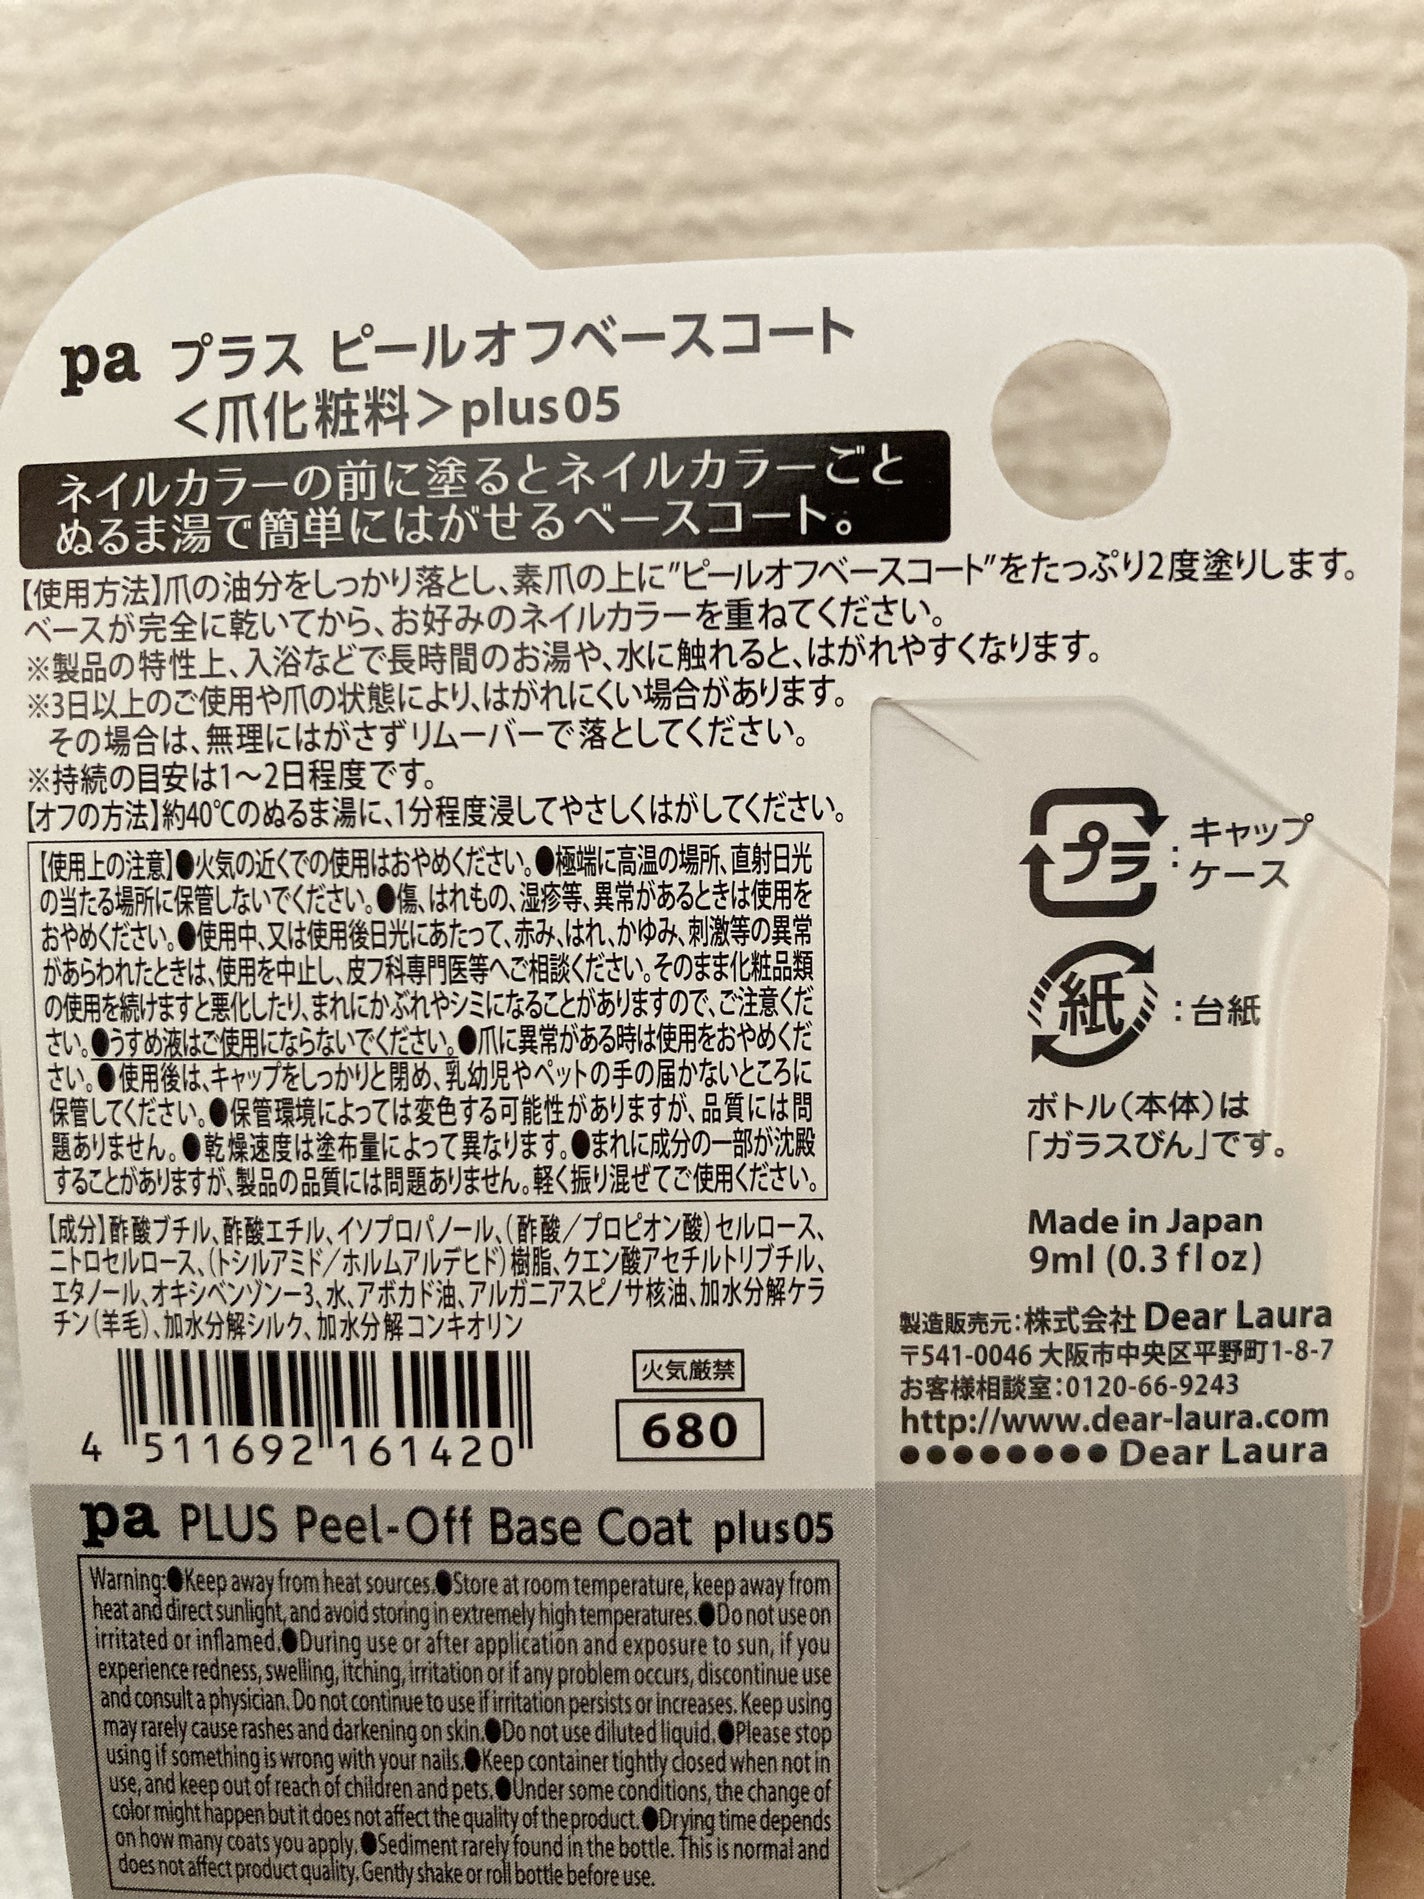 pa プラス ピールオフベースコート
＜爪化粧料＞plus05
ネイルカラーの前に塗るとネイルカラーごと
ぬるま湯で簡単にはがせるベースコート。
【使用方法】爪の油分をしっかり落とし、素爪の上に"ピールオフベースコート"をたっぷり2度塗りします。
ベースが完全に乾いてから、お好みのネイルカラーを重ねてください。
※製品の特性上、入浴などで長時間のお湯や、水に触れると、はがれやすくなります。
※3日以上のご使用や爪の状態により、はがれにくい場合があります。
その場合は、無理にはがさずリムーバーで落としてください。
※持続の目安は1〜2日程度です。
【オフの方法】約40℃のぬるま湯に、1分程度浸してやさしくはがしてください。
【使用上の注意】●火気の近くでの使用はおやめください。●極端に高温の場所、直射日光
の当たる場所に保管しないでください。●傷、はれもの、湿疹等、異常があるときは使用を
おやめください。●使用中、又は使用後日光にあたって、赤み、はれ、かゆみ、刺激等の異常
があらわれたときは、使用を中止し、皮フ科専門医等へご相談ください。そのまま化粧品類
の使用を続けますと悪化したり、まれにかぶれやシミになることがありますので、ご注意くだ
さい。●うすめ液はご使用にならないでください。●爪に異常がある時は使用をおやめくだ
さい。●使用後は、キャップをしっかりと閉め、乳幼児やペットの手の届かないところに
保管してください。●保管環境によっては変色する可能性がありますが、品質には問
題ありません。●乾燥速度は塗布量によって異なります。●まれに成分の一部が沈殿
することがありますが、製品の品質には問題ありません。軽く振り混ぜてご使用ください。
【成分】酢酸ブチル、酢酸エチル、イソプロパノール、(酢酸／プロピオン酸)セルロース、
ニトロセルロース、(トシルアミド／ホルムアルデヒド)樹脂、クエン酸アセチルトリブチル、
エタノール、オキシベンゾン-3、水、アボカド油、アルガニアスピノサ核油、加水分解ケラ
チン(羊毛)、加水分解シルク、加水分解コンキオリン
火気厳禁
680
4 511692 161420
プラ : キャップ
ケース
紙 : 台紙
ボトル(本体)は
「ガラスびん」です。
Made in Japan
9ml (0.3 fl oz)
製造販売元:株式会社 Dear Laura
〒541-0046 大阪市中央区平野町1-8-7
お客様相談室:0120-66-9243
http://www.dear-laura.com
●●●●●●●● Dear Laura
pa PLUS Peel-Off Base Coat plus05
Warning:●Keep away from heat sources.●Store at room temperature, keep away from
heat and direct sunlight, and avoid storing in extremely high temperatures.●Do not use on
irritated or inflamed.●During use or after application and exposure to sun, if you
experience redness, swelling, itching, irritation or if any problem occurs, discontinue use
and consult a physician. Do not continue to use if irritation persists or increases. Keep using
may rarely cause rashes and darkening on skin.●Do not use diluted liquid.●Please stop
using if something is wrong with your nails.●Keep container tightly closed when not in
use, and keep out of reach of children and pets.●Under some conditions, the change of
color might happen but it does not affect the quality of the product.●Drying time depends
on how many coats you apply.●Sediment rarely found in the bottle. This is normal and
does not affect product quality. Gently shake or roll bottle before use.